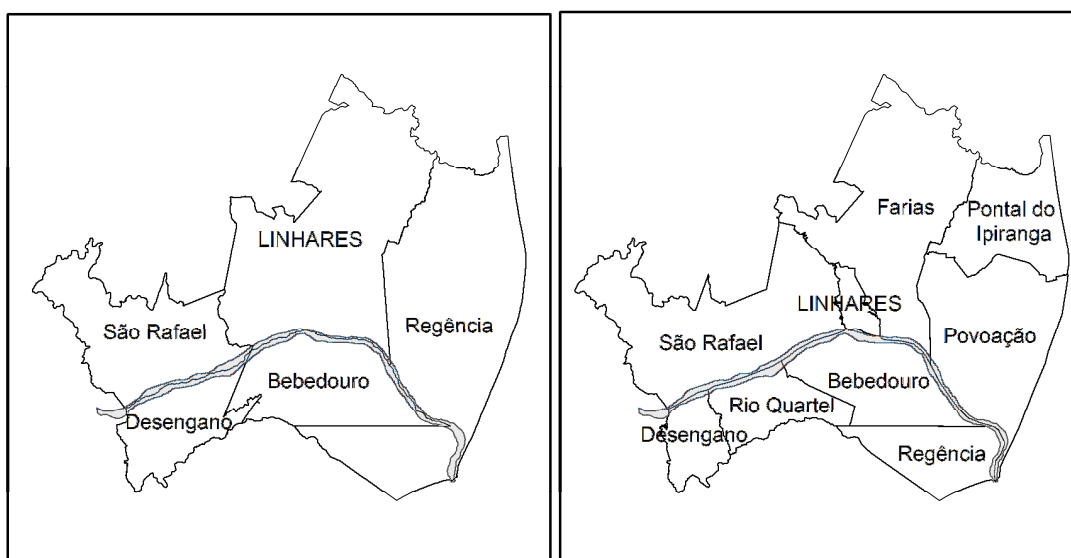 LINHARES
São Rafael
Regência
Bebedouro
Desengano
Farias
Pontal do
Ipiranga
LINHARES
São Rafael
Povoação
Bebedouro
Rio Quartel
Desengano
Regência